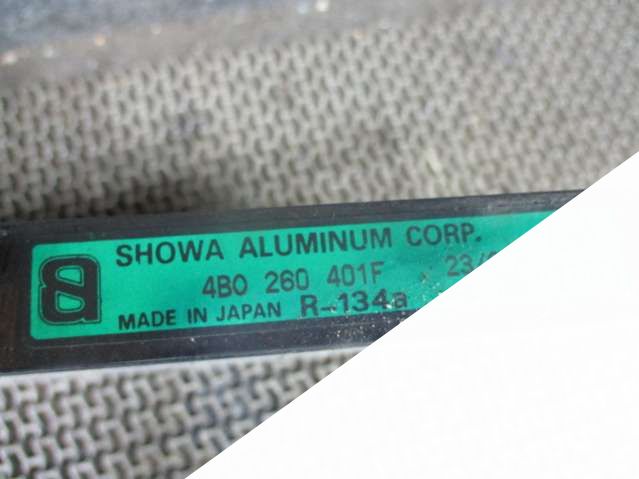 SHOWA ALUMINUM CORP.
4B0 260 401F
MADE IN JAPAN R-134a